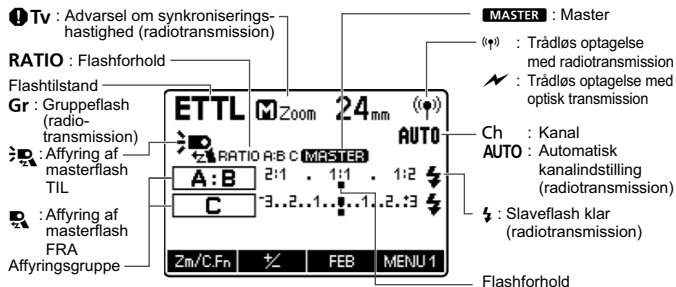 Tv : Advarsel om synkroniserings-
hastighed (radiotransmission)
RATIO : Flashforhold
Flashtilstand
Gr : Gruppeflash
(radio-
transmission)
: Affyring af
masterflash
TIL
: Affyring af
masterflash
FRA
Affyringsgruppe
ETTL M Zoom 24mm
AUTO
RATIO A:B C MASTER
A:B 2:1 . 1:1 . 1:2
C -3..2..1..0..1..2.+3
Zm/C.Fn +/- FEB MENU 1
MASTER : Master
: Trådløs optagelse
med radiotransmission
: Trådløs optagelse med
optisk transmission
Ch : Kanal
AUTO : Automatisk
kanalindstilling
(radiotransmission)
: Slaveflash klar
(radiotransmission)
Flashforhold